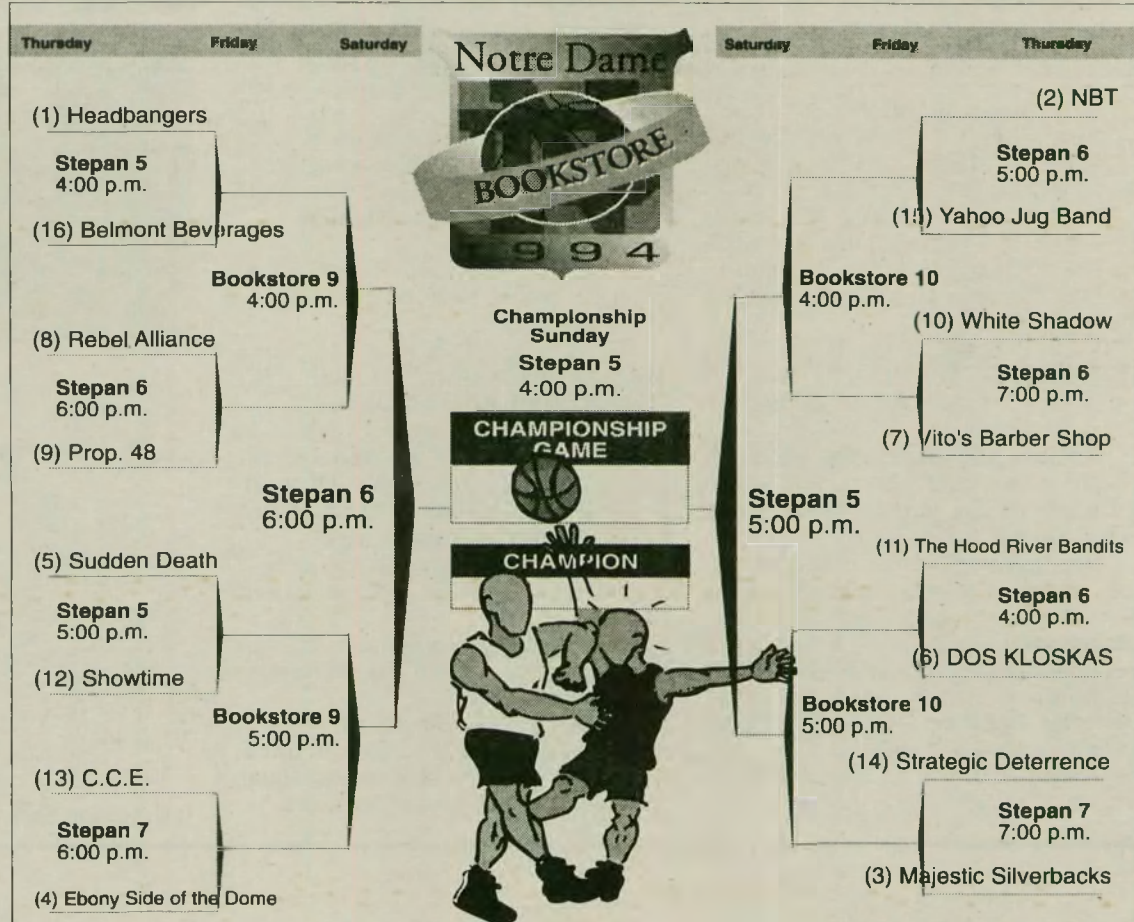 Thursday Friday Saturday
Notre Dame
BOOKSTORE
1994
Saturday Friday Thursday
(1) Headbangers
Stepan 5
4:00 p.m.
(16) Belmont Beverages
Bookstore 9
4:00 p.m.
(8) Rebel Alliance
Stepan 6
6:00 p.m.
(9) Prop. 48
Stepan 6
6:00 p.m.
(5) Sudden Death
Stepan 5
5:00 p.m.
(12) Showtime
Bookstore 9
5:00 p.m.
(13) C.C.E.
Stepan 7
6:00 p.m.
(4) Ebony Side of the Dome
Championship
Sunday
Stepan 5
4:00 p.m.
CHAMPIONSHIP
GAME
CHAMPION
(2) NBT
Stepan 6
5:00 p.m.
(15) Yahoo Jug Band
Bookstore 10
4:00 p.m.
(10) White Shadow
Stepan 6
7:00 p.m.
(7) Vito's Barber Shop
Stepan 5
5:00 p.m.
(11) The Hood River Bandits
Stepan 6
4:00 p.m.
(6) DOS KLOSKAS
Bookstore 10
5:00 p.m.
(14) Strategic Deterrence
Stepan 7
7:00 p.m.
(3) Majestic Silverbacks